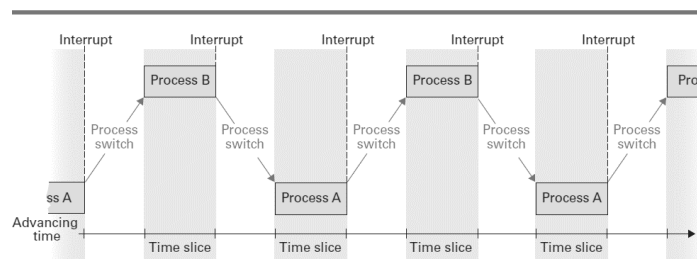 Interrupt Interrupt Interrupt Interrupt Interrupt
Process B Process B Pro
Process Process Process Process Process
switch switch switch switch switch
ss A Process A Process A
Advancing
time
Time slice Time slice Time slice Time slice